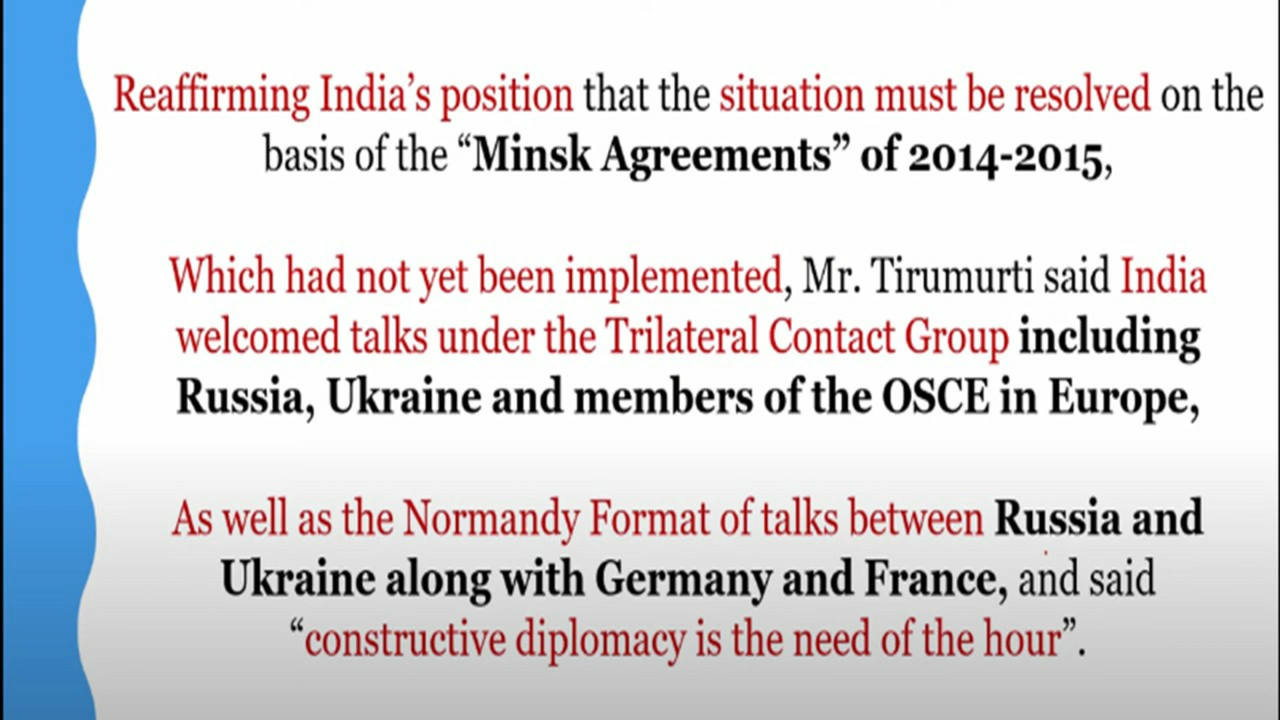 Reaffirming India’s position that the situation must be resolved on the
basis of the “Minsk Agreements” of 2014-2015,
Which had not yet been implemented, Mr. Tirumurti said India
welcomed talks under the Trilateral Contact Group including
Russia, Ukraine and members of the OSCE in Europe,
As well as the Normandy Format of talks between Russia and
Ukraine along with Germany and France, and said
“constructive diplomacy is the need of the hour”.